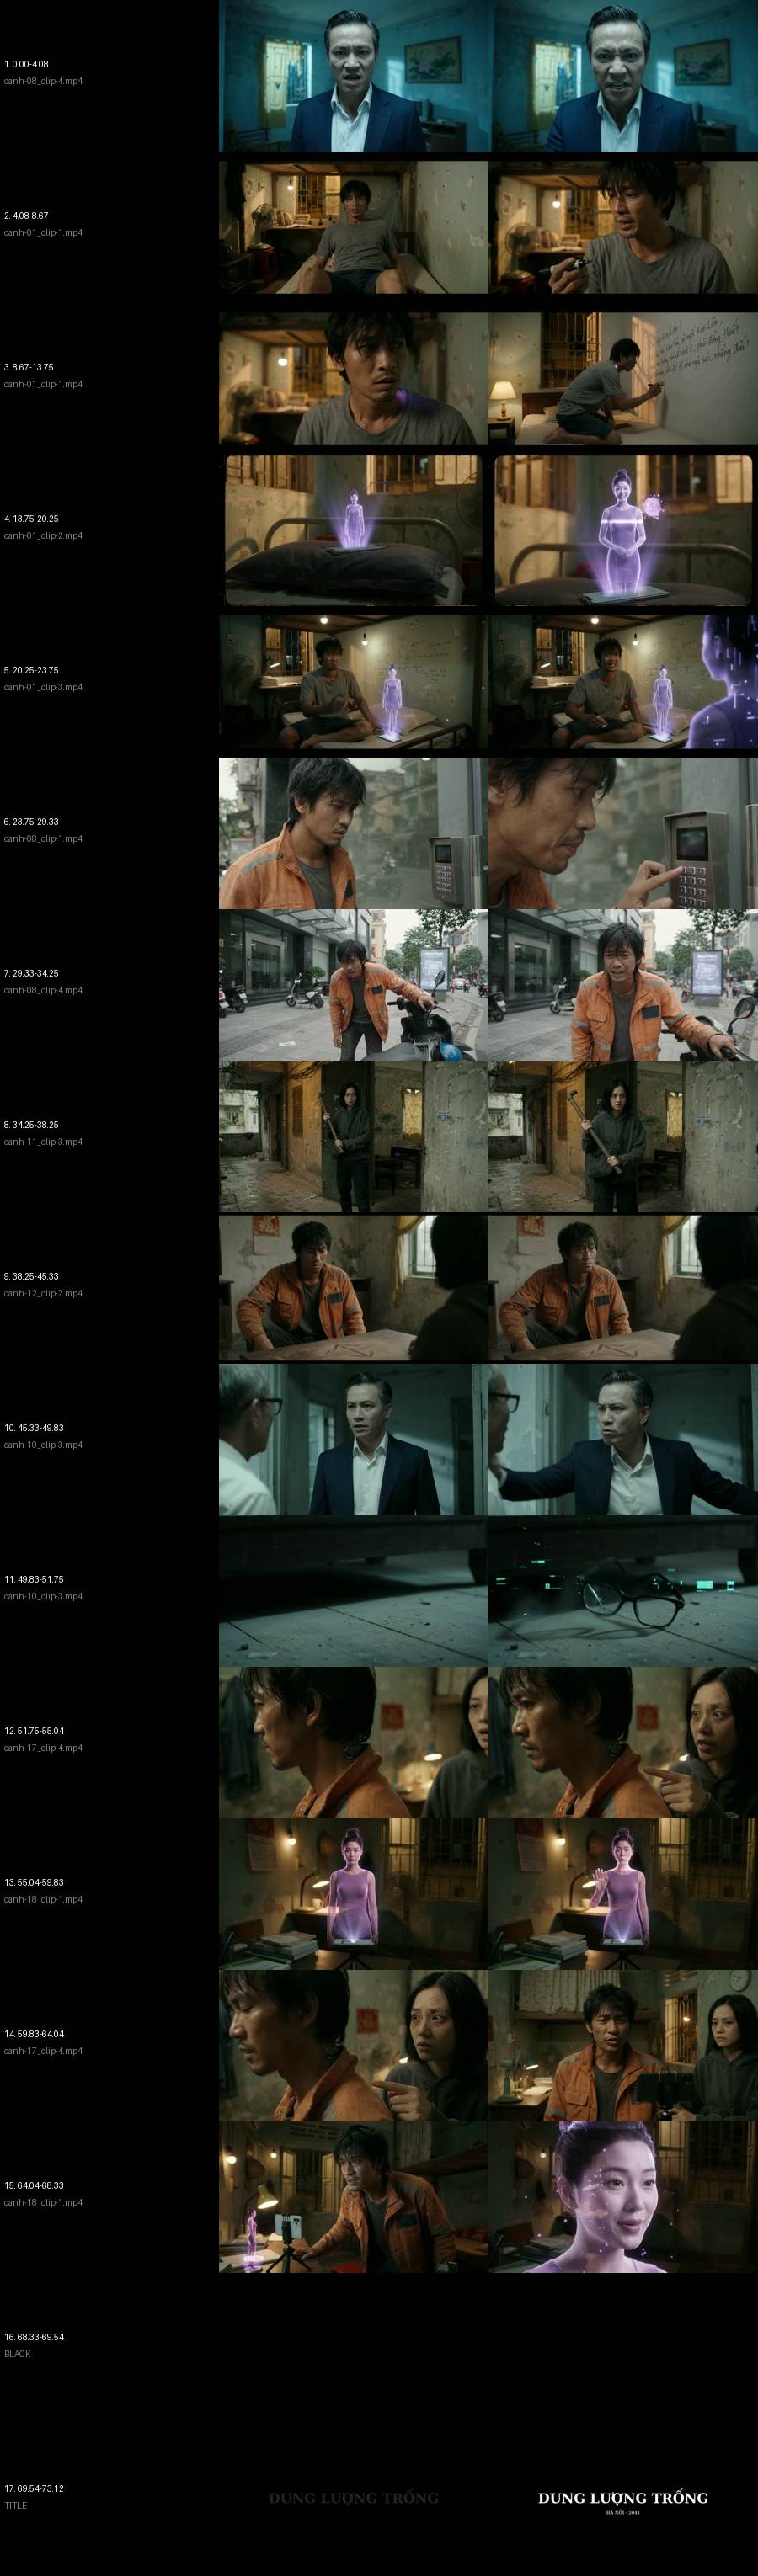 1. 0.00-4.08
canh-08_clip-4.mp4
2. 4.08-8.67
canh-01_clip-1.mp4
3. 8.67-13.75
canh-01_clip-1.mp4
4. 13.75-20.25
canh-01_clip-2.mp4
5. 20.25-23.75
canh-01_clip-3.mp4
6. 23.75-29.33
canh-08_clip-1.mp4
7. 29.33-34.25
canh-08_clip-4.mp4
8. 34.25-38.25
canh-11_clip-3.mp4
9. 38.25-45.33
canh-12_clip-2.mp4
10. 45.33-49.83
canh-10_clip-3.mp4
11. 49.83-51.75
canh-10_clip-3.mp4
12. 51.75-55.04
canh-17_clip-4.mp4
13. 55.04-59.83
canh-18_clip-1.mp4
14. 59.83-64.04
canh-17_clip-4.mp4
15. 64.04-68.33
canh-18_clip-1.mp4
16. 68.33-69.54
BLACK
17. 69.54-73.12
TITLE
DUNG LƯỢNG TRỐNG
DUNG LƯỢNG TRỐNG
HÀ NỘI · 2041